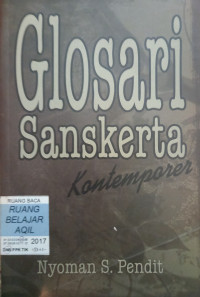 Glosari
Sanskerta
Kontemporer
RUANG BACA
RUANG
BELAJAR
AQIL
2017
Nyoman S. Pendit